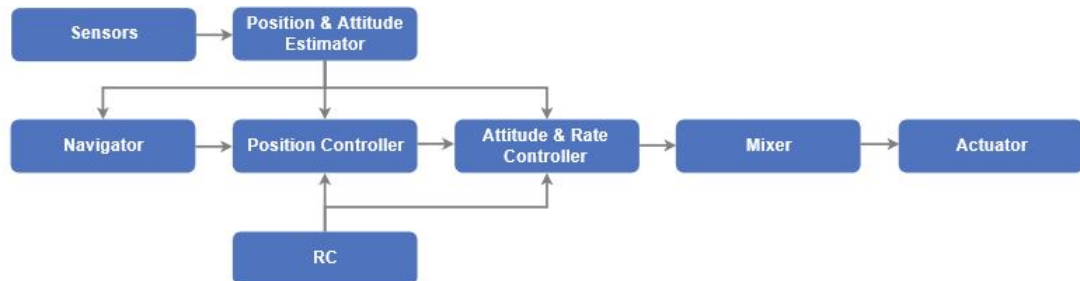 Sensors
Position & Attitude
Estimator
Navigator
Position Controller
Attitude & Rate
Controller
Mixer
Actuator
RC